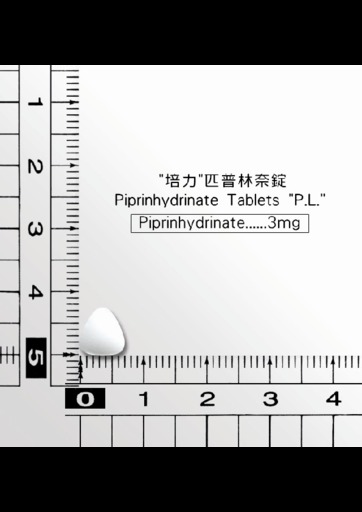 "培力"匹普林奈錠
Piprinhydrinate Tablets "P.L."
Piprinhydrinate......3mg
1
2
3
4
5
0 1 2 3 4